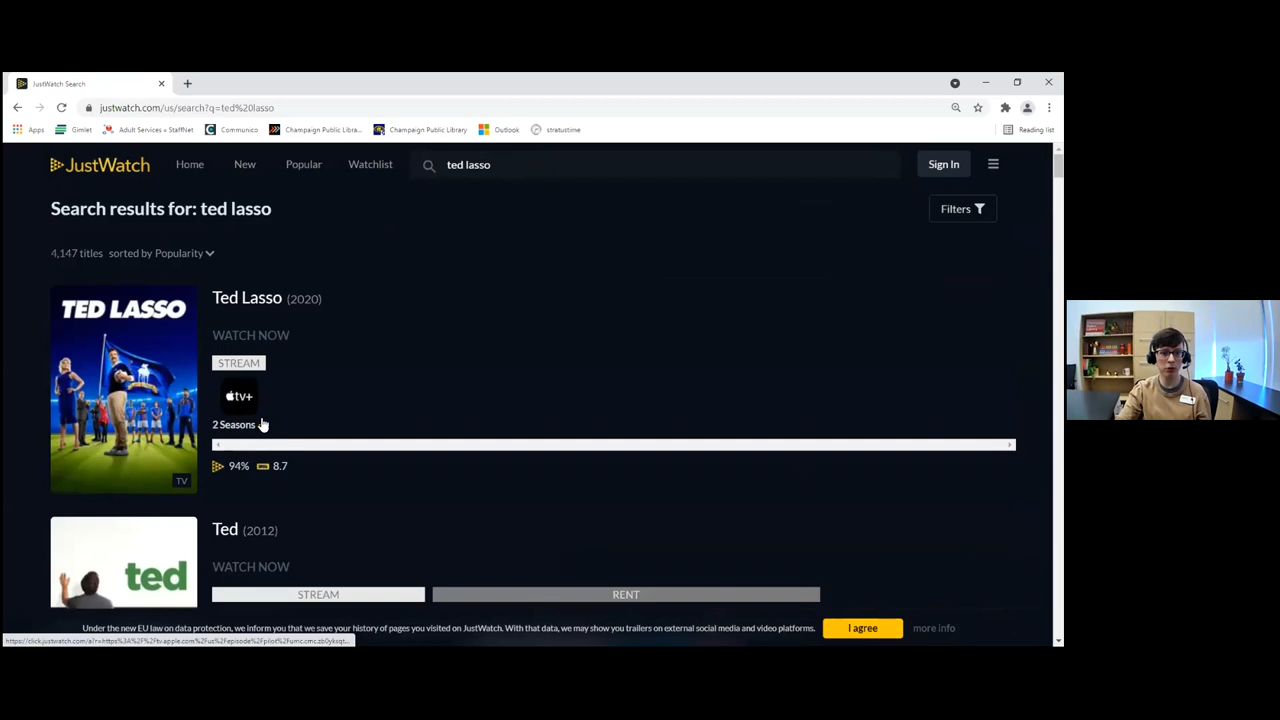 JustWatch Search
justwatch.com/us/search?q=ted%20lasso
Apps Gimlet Adult Services » StaffNet Communico Champaign Public Libra... Champaign Public Library Outlook stratustime Reading list
JustWatch Home New Popular Watchlist ted lasso Sign In
Search results for: ted lasso Filters
4,147 titles sorted by Popularity
TED LASSO
TV
Ted Lasso (2020)
WATCH NOW
STREAM
tv+
2 Seasons
94% 8.7
ted
Ted (2012)
WATCH NOW
STREAM RENT
Under the new EU law on data protection, we inform you that we save your history of pages you visited on JustWatch. With that data, we may show you trailers on external social media and video platforms. I agree more info